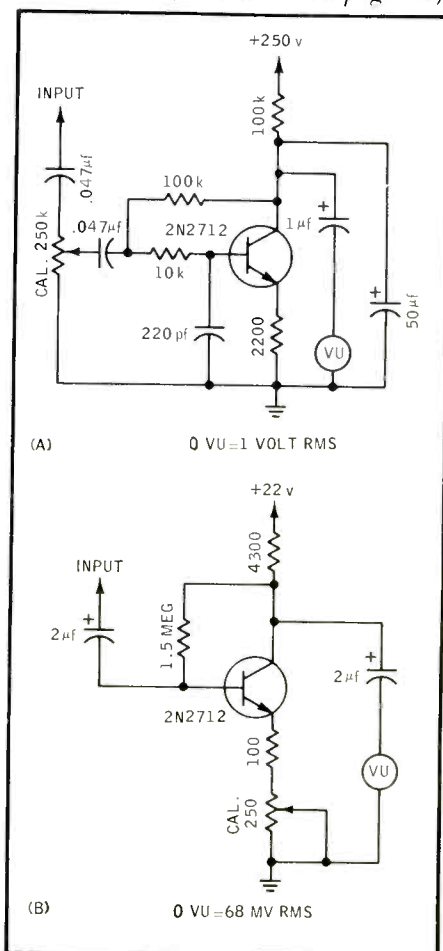 +250 v
INPUT
100k
.047µf
100k
CAL. 250k
.047µf
2N2712
1µf
+
10k
+
50µf
220 pf
2200
VU
(A)
0 VU=1 VOLT RMS
+22 v
4300
INPUT
+
2µf
1.5 MEG
+
2µf
2N2712
100
VU
CAL.
250
(B)
0 VU=68 MV RMS